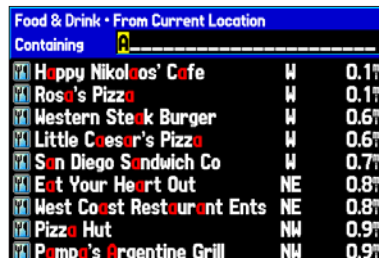 Food & Drink • From Current Location
Containing A_______________________
Happy Nikolaos' Cafe W 0.1
Rosa's Pizza W 0.1
Western Steak Burger W 0.6
Little Caesar's Pizza W 0.6
San Diego Sandwich Co W 0.7
Eat Your Heart Out NE 0.8
West Coast Restaurant Ents NE 0.8
Pizza Hut NW 0.9
Pampa's Argentine Grill NW 0.9